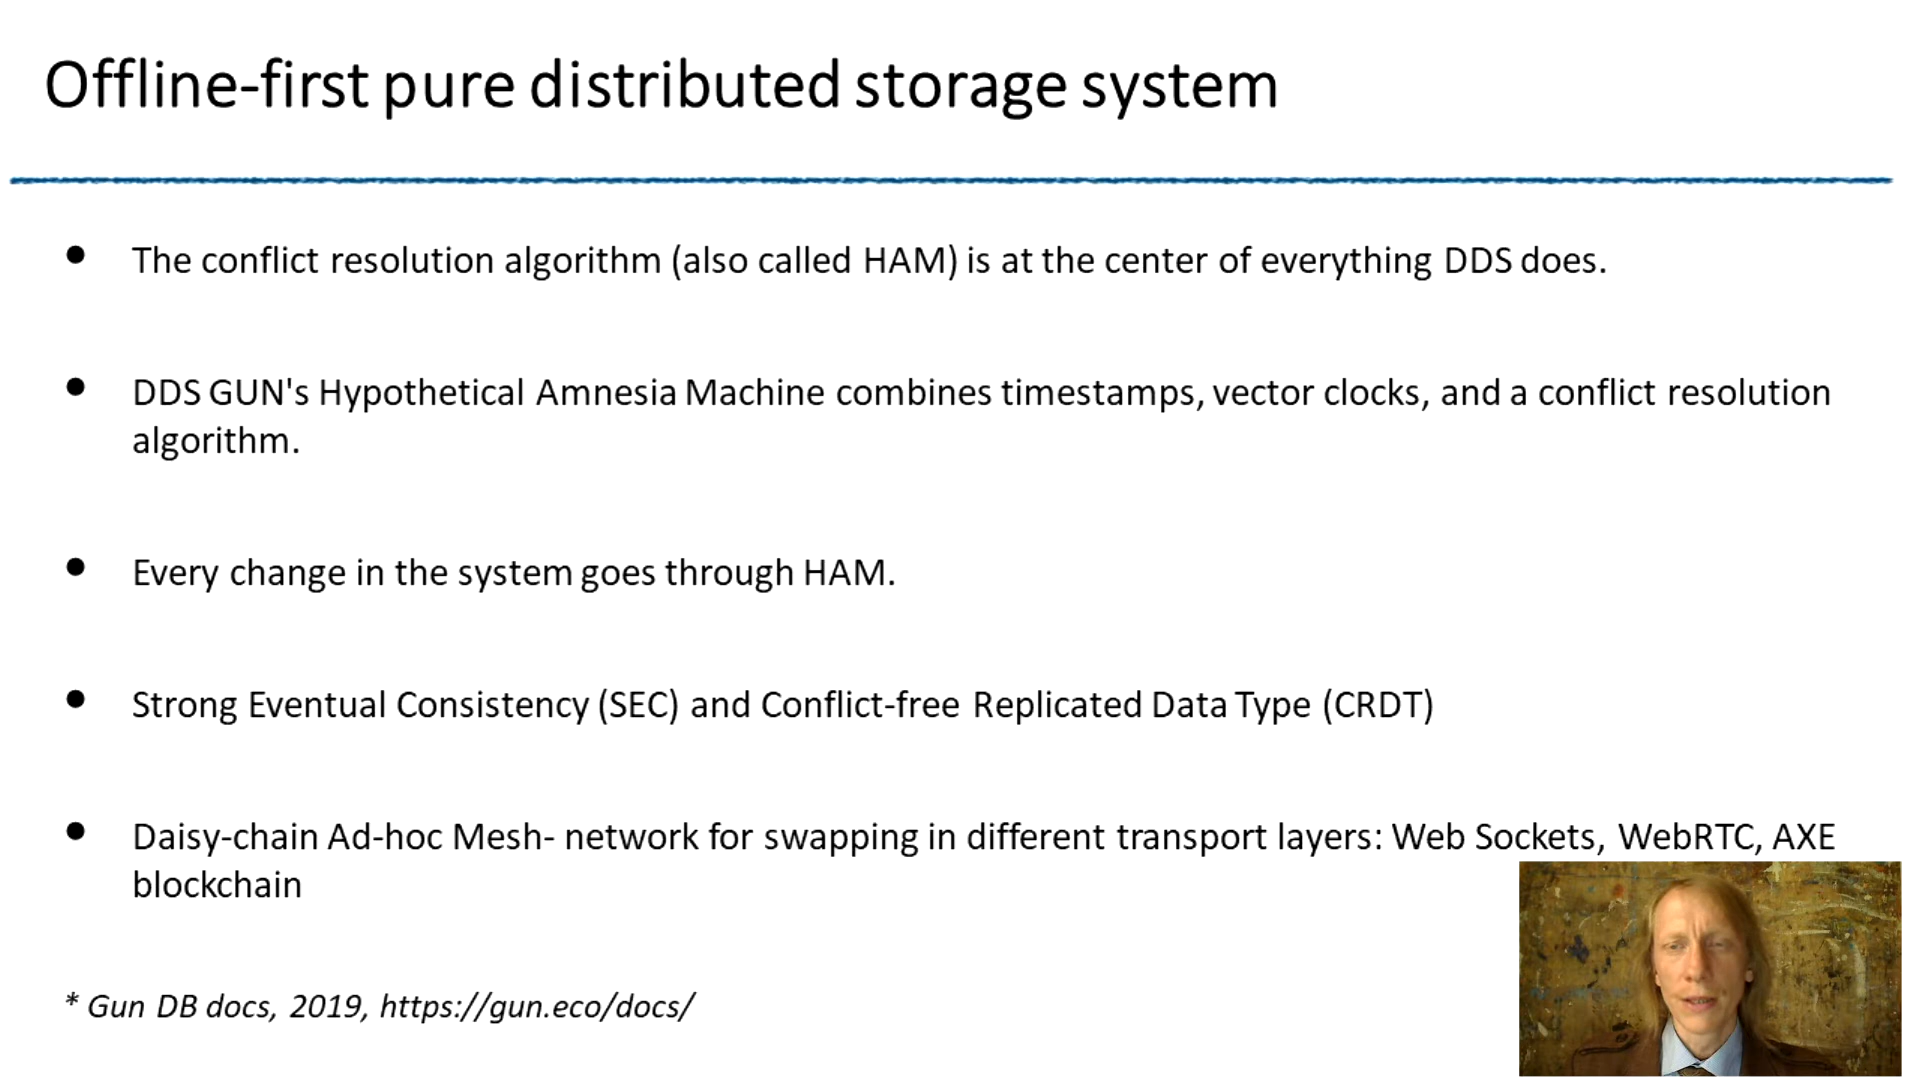 Offline-first pure distributed storage system
• The conflict resolution algorithm (also called HAM) is at the center of everything DDS does.
• DDS GUN's Hypothetical Amnesia Machine combines timestamps, vector clocks, and a conflict resolution
algorithm.
• Every change in the system goes through HAM.
• Strong Eventual Consistency (SEC) and Conflict-free Replicated Data Type (CRDT)
• Daisy-chain Ad-hoc Mesh- network for swapping in different transport layers: Web Sockets, WebRTC, AXE
blockchain
* Gun DB docs, 2019, https://gun.eco/docs/